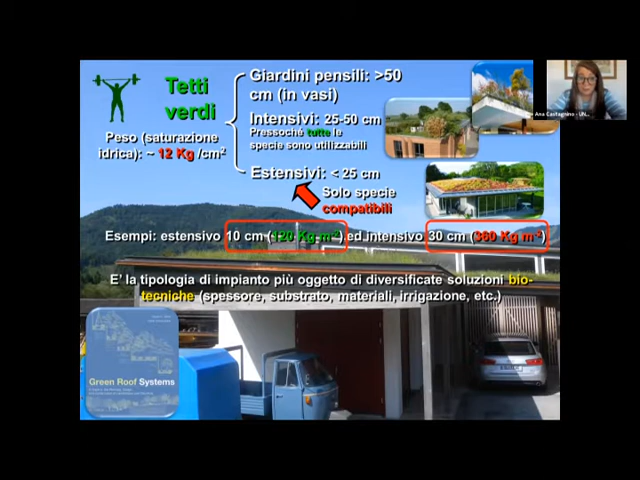 Tetti
verdi
Peso (saturazione
idrica): ~ 12 Kg /cm²
Giardini pensili: >50
cm (in vasi)
Intensivi: 25-50 cm
Pressoché tutte le
specie sono utilizzabili
Estensivi: < 25 cm
Solo specie
compatibili
Esempi: estensivo 10 cm (120 Kg m⁻²) ed intensivo 30 cm (360 Kg m⁻²)
E' la tipologia di impianto più oggetto di diversificate soluzioni bio-
tecniche (spessore, substrato, materiali, irrigazione, etc.)
Green Roof Systems
Ana Castagnino - UN...